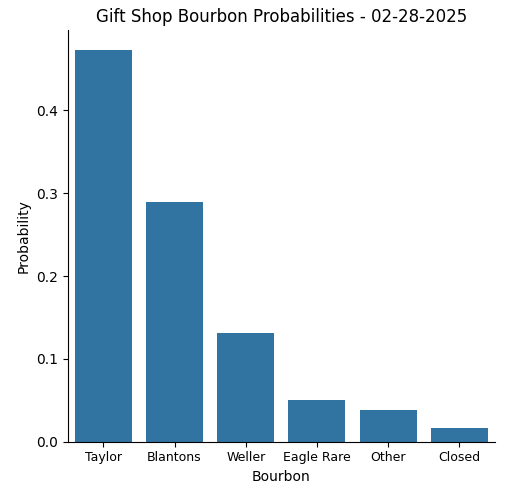 Gift Shop Bourbon Probabilities - 02-28-2025
0.4
0.3
0.2
0.1
0.0
Probability
Taylor Blantons Weller Eagle Rare Other Closed
Bourbon